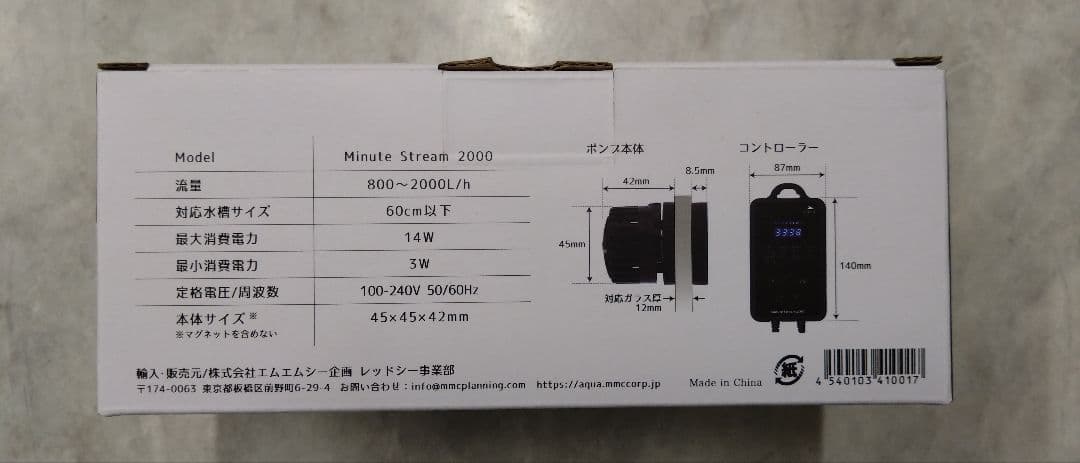 Model Minute Stream 2000
流量 800～2000L/h
対応水槽サイズ 60cm以下
最大消費電力 14W
最小消費電力 3W
定格電圧/周波数 100-240V 50/60Hz
本体サイズ※ 45×45×42mm
※マグネットを含めない
ポンプ本体
42mm
8.5mm
45mm
対応ガラス厚→
12mm
コントローラー
87mm
140mm
輸入・販売元/株式会社エムエムシー企画 レッドシー事業部
〒174-0063 東京都板橋区前野町6-29-4 お問い合わせ：info@mmcplanning.com https://aqua.mmccorp.jp
Made in China
紙
4 540103 410017